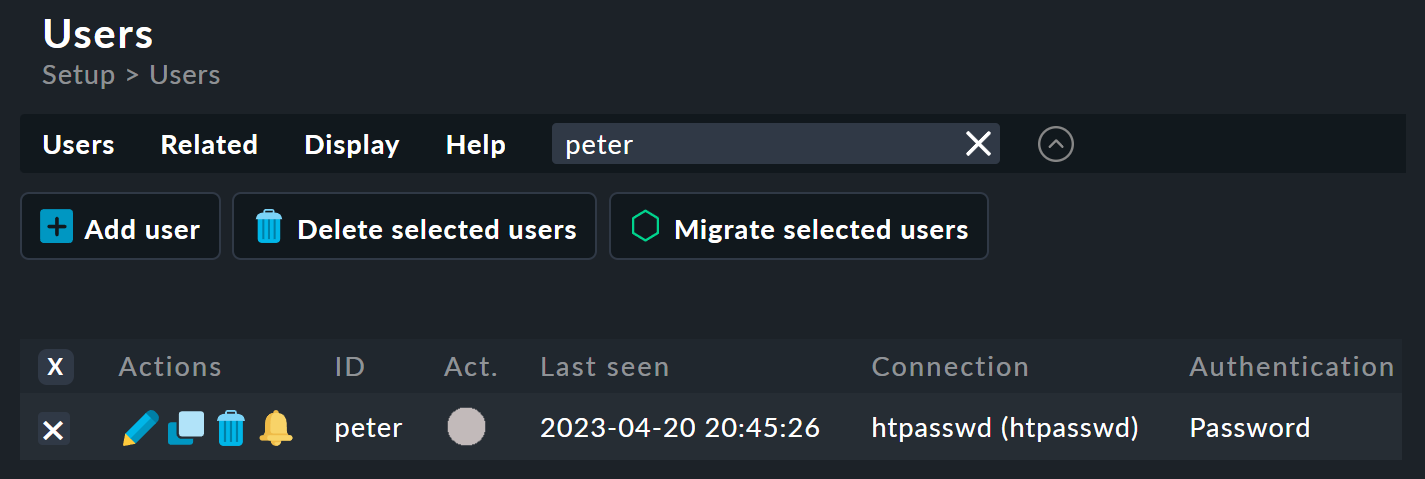 Users
Setup > Users
Users Related Display Help peter
Add user Delete selected users Migrate selected users
X Actions ID Act. Last seen Connection Authentication
peter 2023-04-20 20:45:26 htpasswd (htpasswd) Password